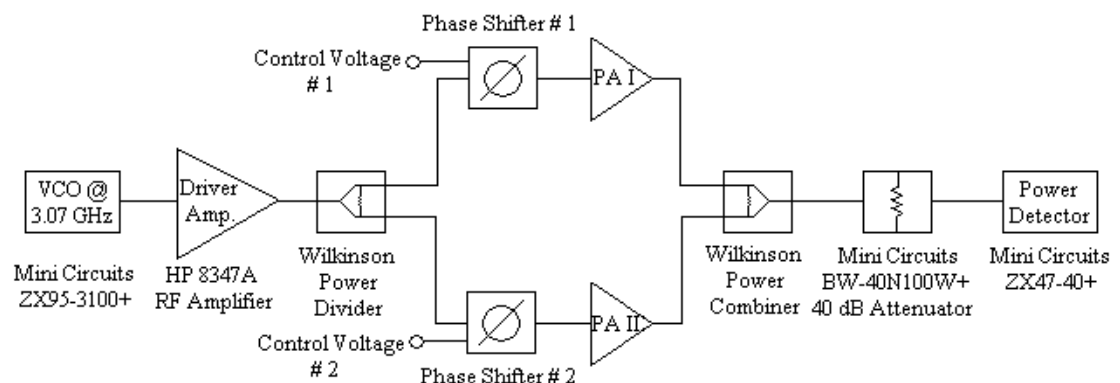 Phase Shifter # 1
Control Voltage
# 1
PA I
VCO @
3.07 GHz
Driver
Amp.
Mini Circuits
ZX95-3100+
HP 8347A
RF Amplifier
Wilkinson
Power
Divider
Wilkinson
Power
Combiner
Mini Circuits
BW-40N100W+
40 dB Attenuator
Power
Detector
Mini Circuits
ZX47-40+
Control Voltage
# 2
PA II
Phase Shifter # 2